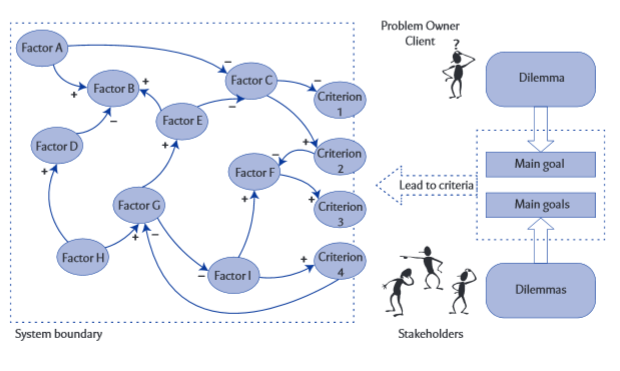 Factor A
Factor B
Factor C
Factor D
Factor E
Factor F
Factor G
Factor H
Factor I
Criterion
1
Criterion
2
Criterion
3
Criterion
4
+
+
−
−
−
−
+
+
−
+
+
+
−
+
+
−
+
System boundary
Problem Owner
Client
?
Dilemma
Main goal
Lead to criteria
Main goals
Dilemmas
Stakeholders